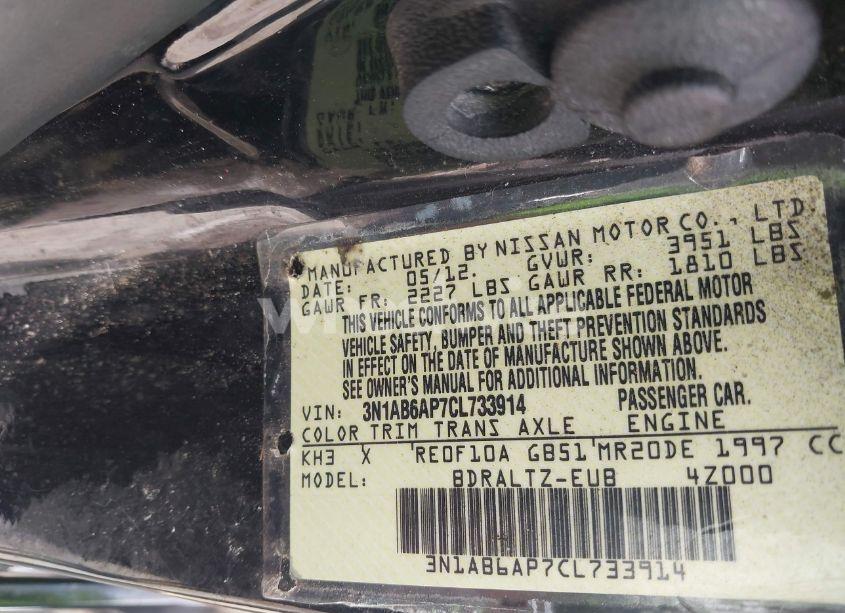 MANUFACTURED BY NISSAN MOTOR CO., LTD
DATE: 05/12. GVWR: 3951 LBS
GAWR FR: 2227 LBS GAWR RR: 1810 LBS
THIS VEHICLE CONFORMS TO ALL APPLICABLE FEDERAL MOTOR
VEHICLE SAFETY, BUMPER AND THEFT PREVENTION STANDARDS
IN EFFECT ON THE DATE OF MANUFACTURE SHOWN ABOVE.
SEE OWNER'S MANUAL FOR ADDITIONAL INFORMATION.
VIN: 3N1AB6AP7CL733914 PASSENGER CAR.
COLOR TRIM TRANS AXLE ENGINE
KH3 X RE0F10A GB51 MR20DE 1997 CC
MODEL: BDRALTZ-EUB 4Z000
3N1AB6AP7CL733914